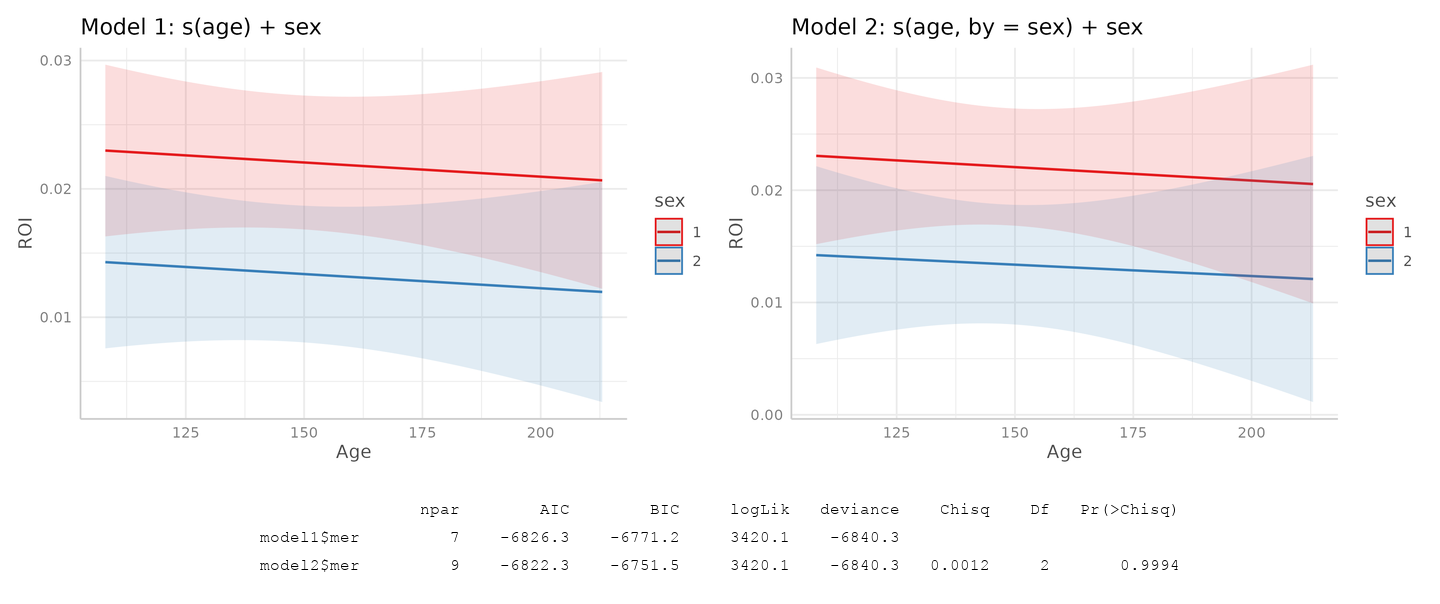 Model 1: s(age) + sex
0.03
0.02
0.01
ROI
125 150 175 200
Age
sex
1
2
Model 2: s(age, by = sex) + sex
0.03
0.02
0.01
0.00
ROI
125 150 175 200
Age
sex
1
2
npar AIC BIC logLik deviance Chisq Df Pr(>Chisq)
model1$mer 7 -6826.3 -6771.2 3420.1 -6840.3
model2$mer 9 -6822.3 -6751.5 3420.1 -6840.3 0.0012 2 0.9994